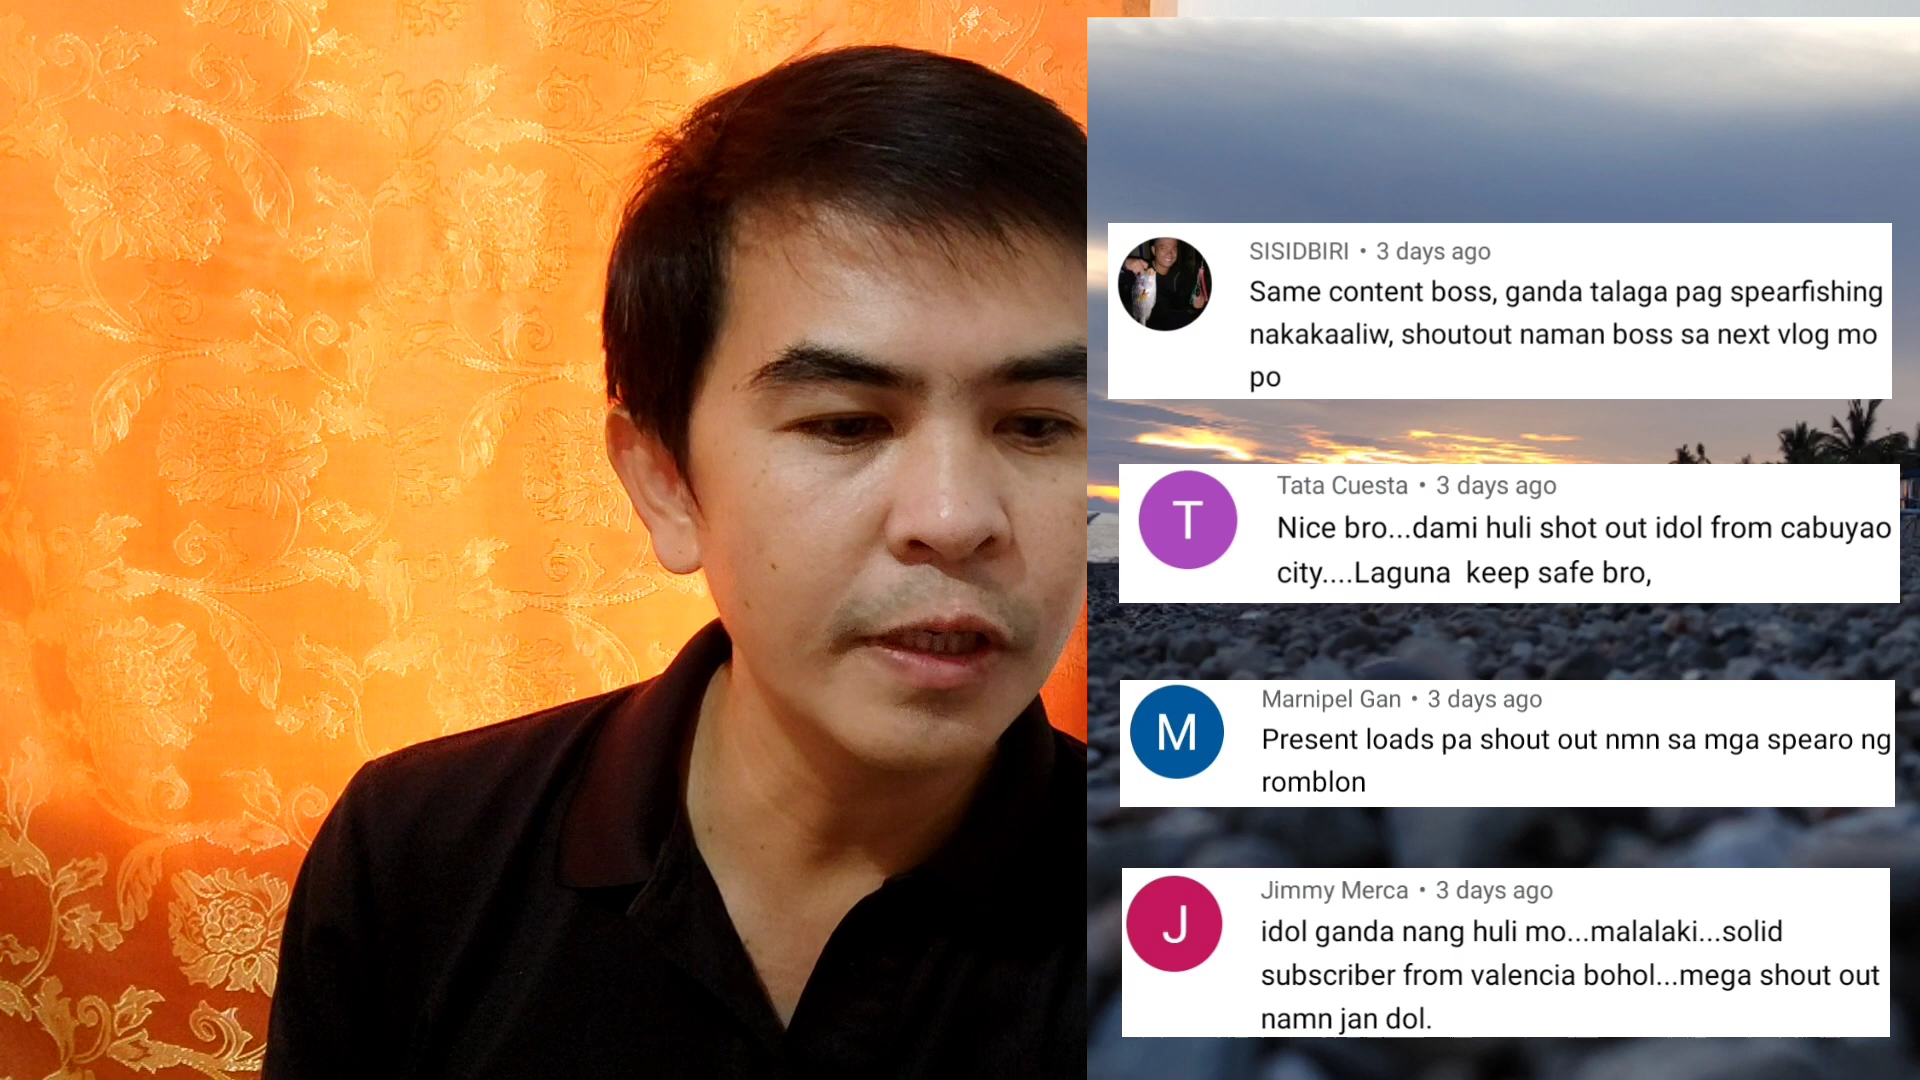 SISIDBIRI • 3 days ago
Same content boss, ganda talaga pag spearfishing
nakakaaliw, shoutout naman boss sa next vlog mo
po
T
Tata Cuesta • 3 days ago
Nice bro...dami huli shot out idol from cabuyao
city....Laguna keep safe bro,
M
Marnipel Gan • 3 days ago
Present loads pa shout out nmn sa mga spearo ng
romblon
J
Jimmy Merca • 3 days ago
idol ganda nang huli mo...malalaki...solid
subscriber from valencia bohol...mega shout out
namn jan dol.